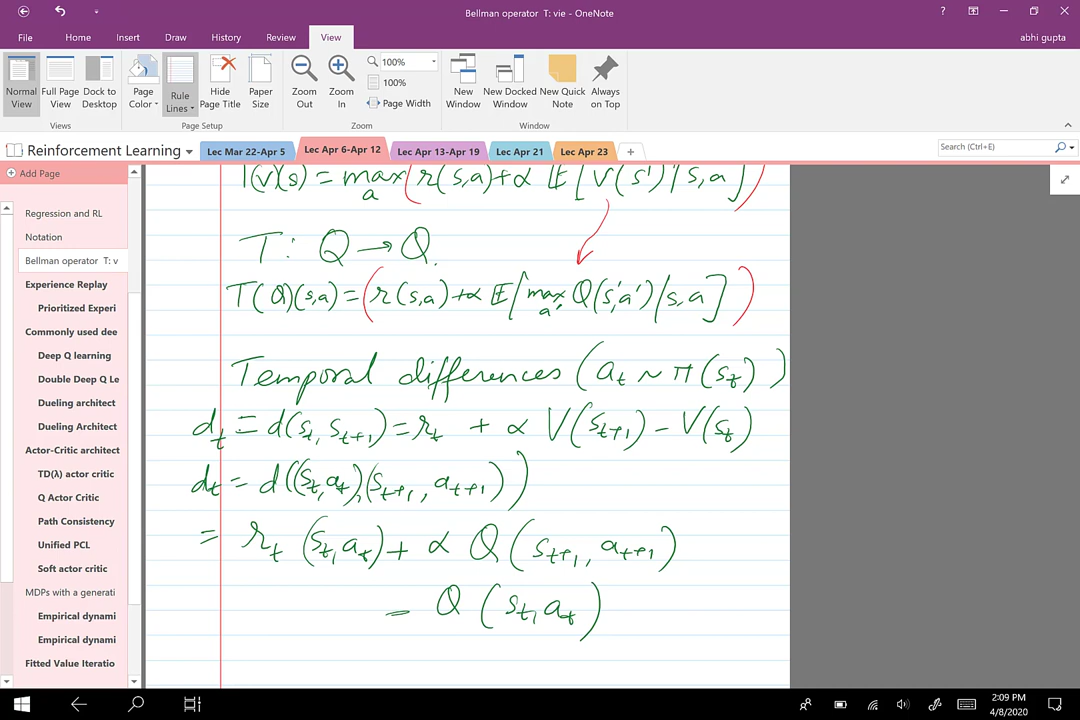 Bellman operator T: vie - OneNote
File Home Insert Draw History Review View abhi gupta
Normal View
Full Page View
Dock to Desktop
Page Color
Rule Lines
Hide Page Title
Paper Size
Zoom Out
Zoom In
100%
100%
Page Width
New Window
New Docked Window
New Quick Note
Always on Top
Views Page Setup Zoom Window
Reinforcement Learning Lec Mar 22-Apr 5 Lec Apr 6-Apr 12 Lec Apr 13-Apr 19 Lec Apr 21 Lec Apr 23 Search (Ctrl+E)
Add Page
Regression and RL
Notation
Bellman operator T: v
Experience Replay
Prioritized Experi
Commonly used dee
Deep Q learning
Double Deep Q Le
Dueling architect
Dueling Architect
Actor-Critic architect
TD(λ) actor critic
Q Actor Critic
Path Consistency
Unified PCL
Soft actor critic
MDPs with a generati
Empirical dynami
Empirical dynami
Fitted Value Iteratio
T(v)(s) = max_a (r(s,a)+α E[V(s')|s,a])
T: Q → Q.
T(Q)(s,a) = (r(s,a)+α E[max_a' Q(s',a')|s,a])
Temporal differences (a_t ~ π(s_t))
d_t := d(s_t, s_{t+1}) = r_t + α V(s_{t+1}) - V(s_t)
d_t = d((s_t,a_t),(s_{t+1}, a_{t+1}))
= r_t (s_t,a_t) + α Q(s_{t+1}, a_{t+1})
- Q (s_t, a_t)
2:09 PM
4/8/2020